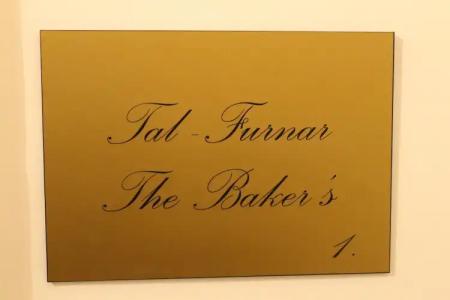 Tal-Furnar
The Baker's
1.